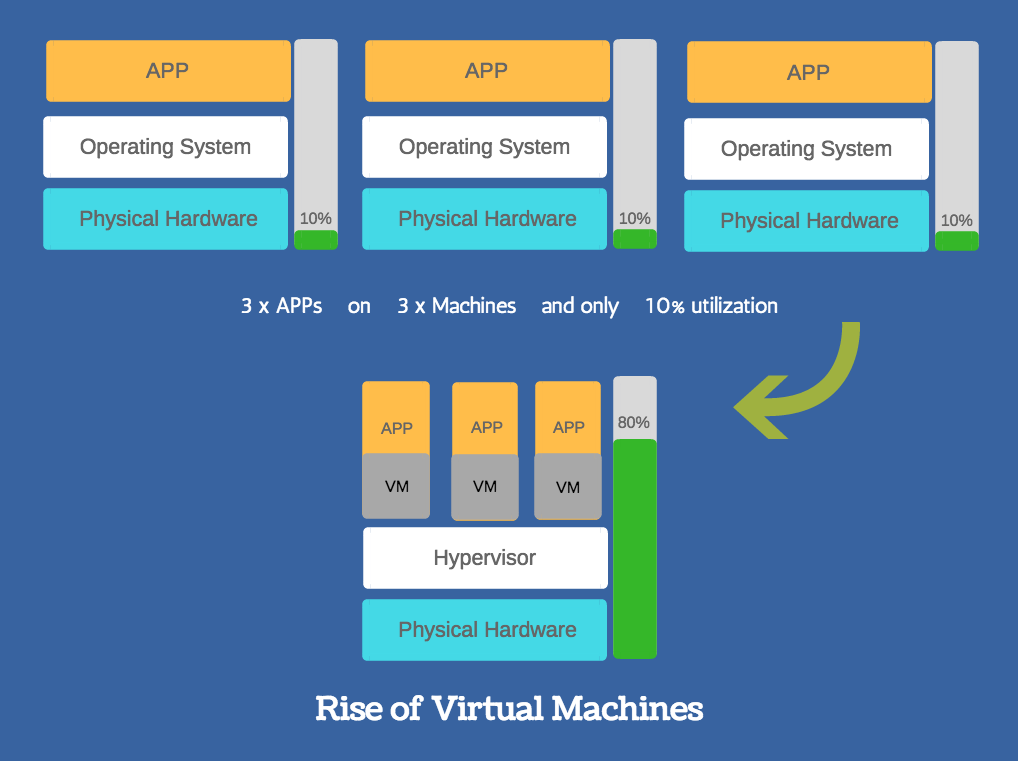 APP
Operating System
Physical Hardware
10%
APP
Operating System
Physical Hardware
10%
APP
Operating System
Physical Hardware
10%
3 x APPs on 3 x Machines and only 10% utilization
APP
APP
APP
80%
VM
VM
VM
Hypervisor
Physical Hardware
Rise of Virtual Machines